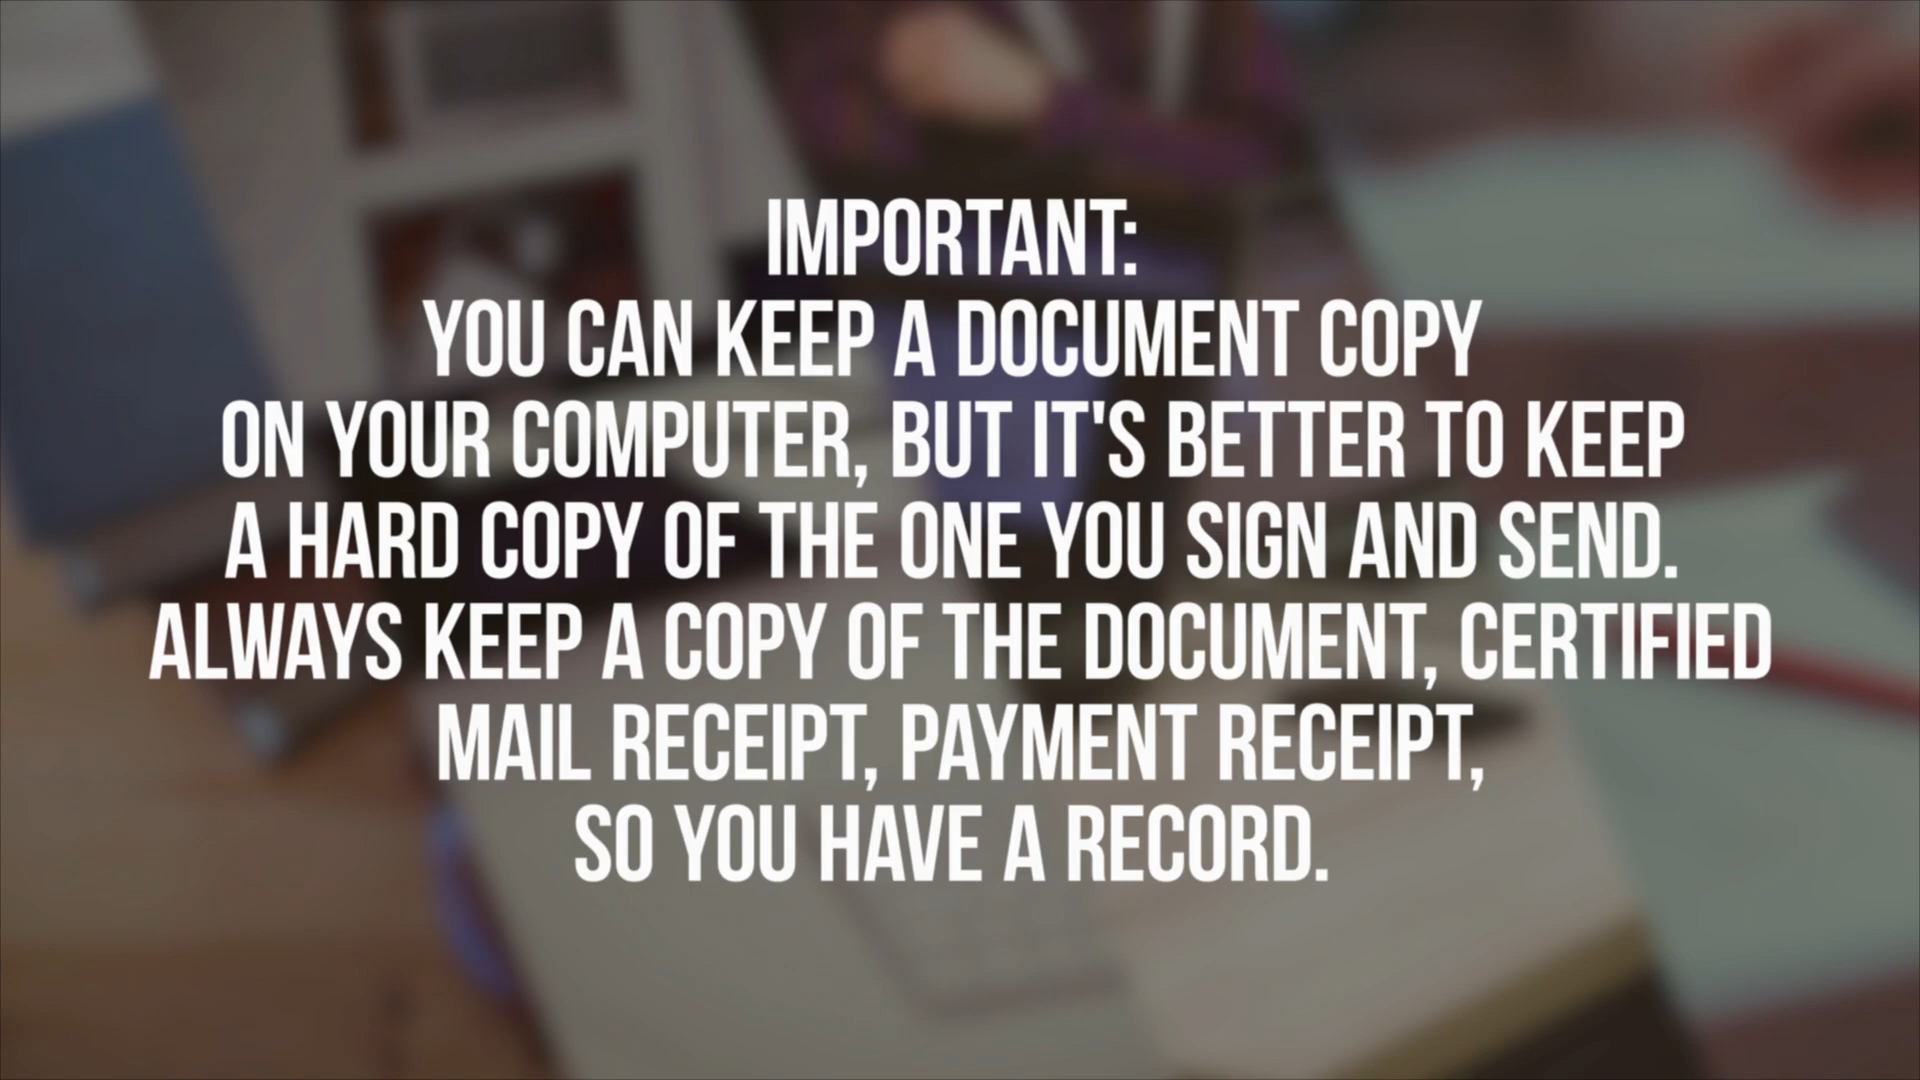 IMPORTANT:
YOU CAN KEEP A DOCUMENT COPY
ON YOUR COMPUTER, BUT IT'S BETTER TO KEEP
A HARD COPY OF THE ONE YOU SIGN AND SEND.
ALWAYS KEEP A COPY OF THE DOCUMENT, CERTIFIED
MAIL RECEIPT, PAYMENT RECEIPT,
SO YOU HAVE A RECORD.